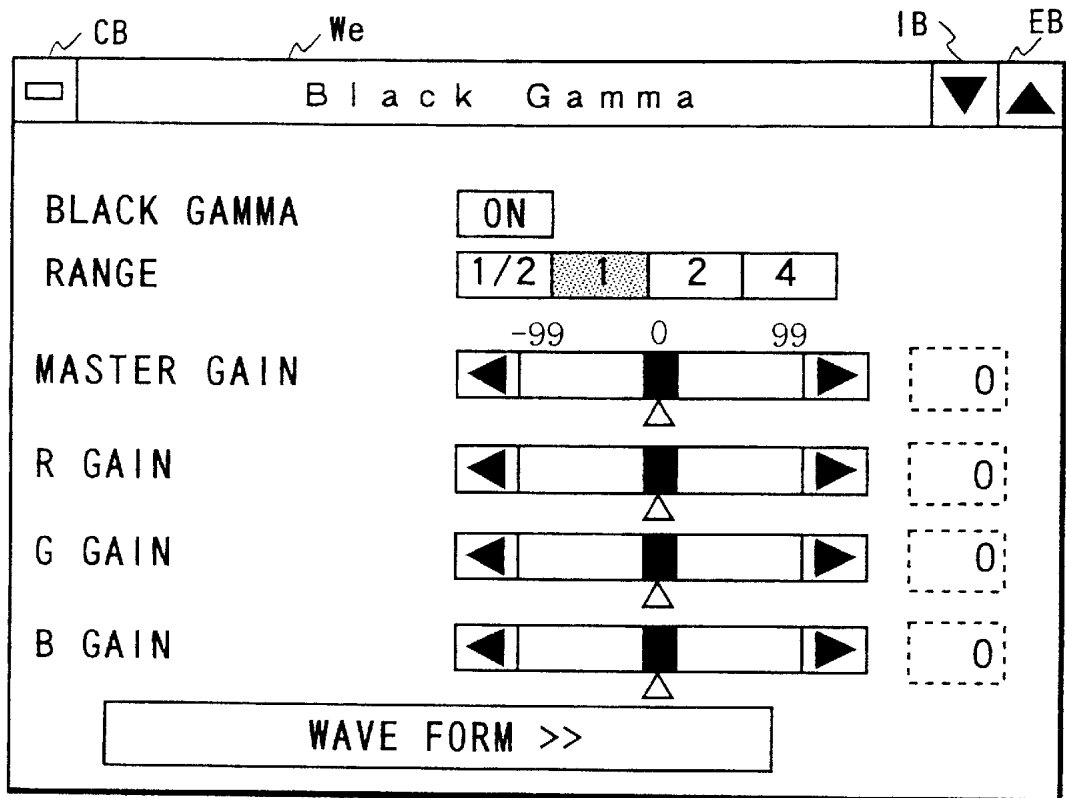 CB We IB EB
Black Gamma
BLACK GAMMA ON
RANGE 1/2 1 2 4
-99 0 99
MASTER GAIN 0
R GAIN 0
G GAIN 0
B GAIN 0
WAVE FORM >>